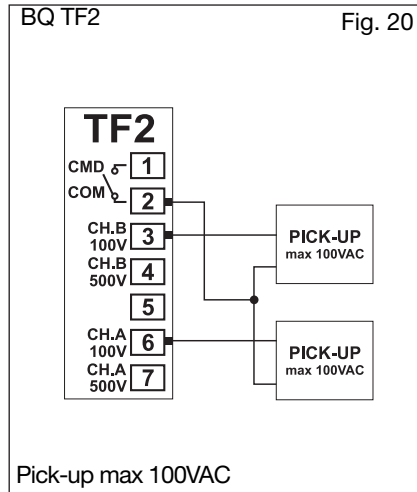 BQ TF2
Fig. 20
TF2
CMD
1
COM
2
CH.B
100V
3
CH.B
500V
4
5
CH.A
100V
6
CH.A
500V
7
PICK-UP
max 100VAC
PICK-UP
max 100VAC
Pick-up max 100VAC